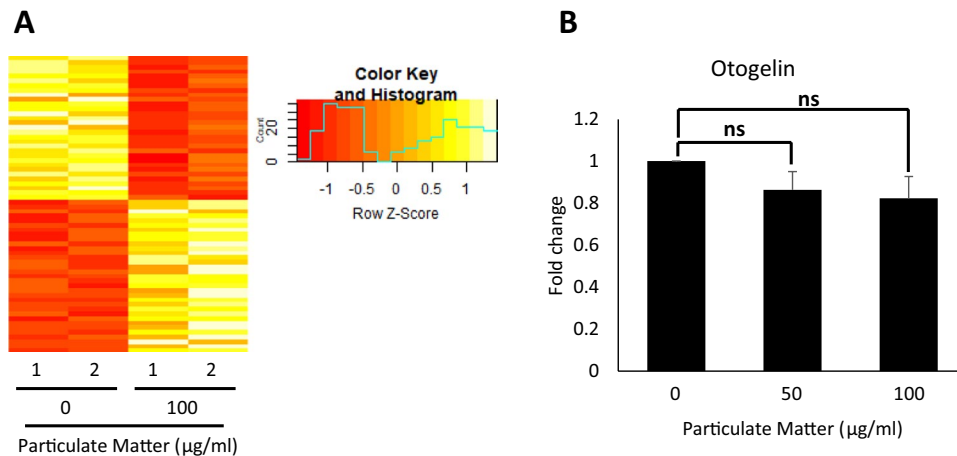 A
Color Key
and Histogram
Count
0 20
-1 -0.5 0 0.5 1
Row Z-Score
1 2 1 2
0 100
Particulate Matter (µg/ml)
B
Otogelin
ns
ns
Fold change
1.2
1
0.8
0.6
0.4
0.2
0
0 50 100
Particulate Matter (µg/ml)